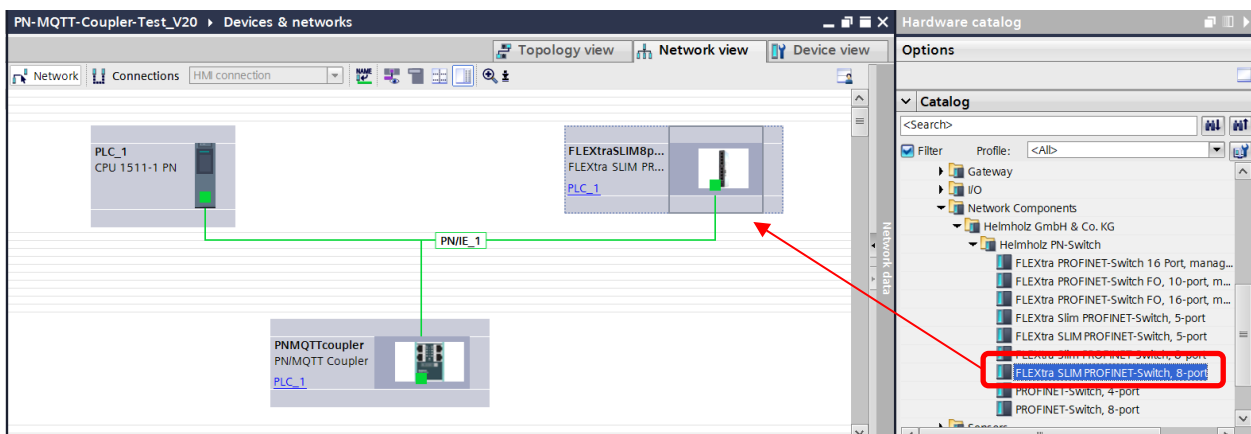 PN-MQTT-Coupler-Test_V20 ▸ Devices & networks
Hardware catalog
Topology view
Network view
Device view
Options
Network
Connections
HMI connection
Catalog
<Search>
Filter
Profile:
<All>
PLC_1
CPU 1511-1 PN
FLEXtraSLIM8p...
FLEXtra SLIM PR...
PLC_1
PN/IE_1
PNMQTTcoupler
PN/MQTT Coupler
PLC_1
Network data
Gateway
I/O
Network Components
Helmholz GmbH & Co. KG
Helmholz PN-Switch
FLEXtra PROFINET-Switch 16 Port, manag...
FLEXtra PROFINET-Switch FO, 10-port, m...
FLEXtra PROFINET-Switch FO, 16-port, m...
FLEXtra Slim PROFINET-Switch, 5-port
FLEXtra SLIM PROFINET-Switch, 5-port
FLEXtra Slim PROFINET-Switch, 8-port
FLEXtra SLIM PROFINET-Switch, 8-port
PROFINET-Switch, 4-port
PROFINET-Switch, 8-port
Sensors